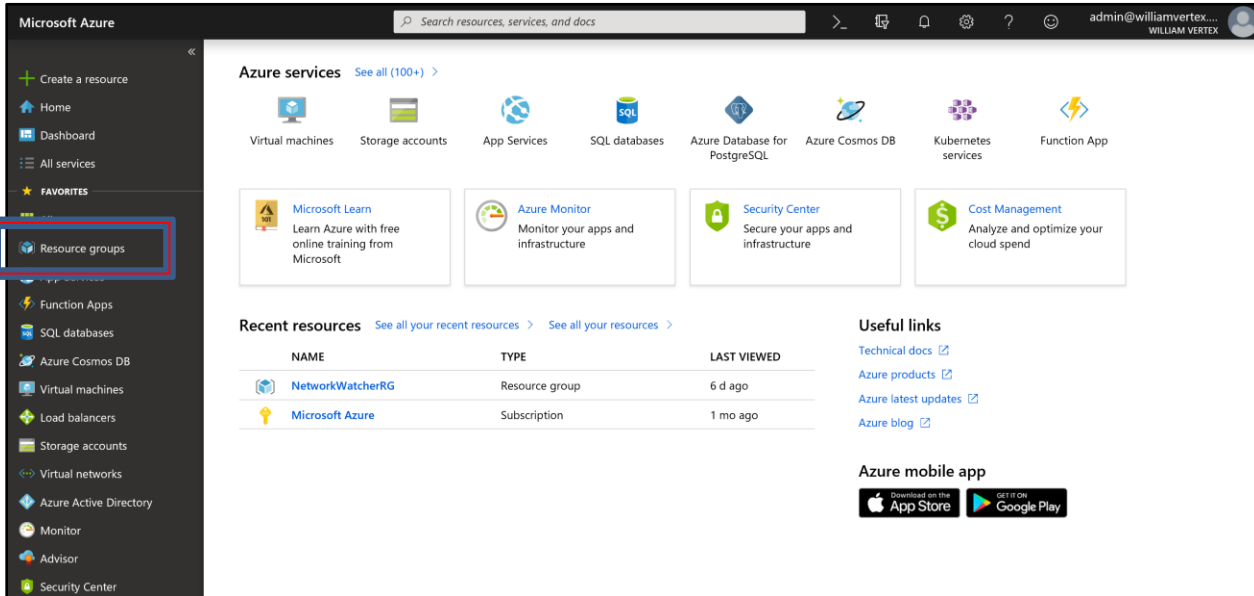 Microsoft Azure
Search resources, services, and docs
admin@williamvertex....
WILLIAM VERTEX
Create a resource
Home
Dashboard
All services
FAVORITES
Resource groups
App Services
Function Apps
SQL databases
Azure Cosmos DB
Virtual machines
Load balancers
Storage accounts
Virtual networks
Azure Active Directory
Monitor
Advisor
Security Center
Azure services See all (100+)
Virtual machines
Storage accounts
App Services
SQL
SQL databases
Azure Database for
PostgreSQL
Azure Cosmos DB
Kubernetes
services
Function App
101
Microsoft Learn
Learn Azure with free
online training from
Microsoft
Azure Monitor
Monitor your apps and
infrastructure
Security Center
Secure your apps and
infrastructure
Cost Management
Analyze and optimize your
cloud spend
Recent resources See all your recent resources See all your resources
NAME TYPE LAST VIEWED
NetworkWatcherRG Resource group 6 d ago
Microsoft Azure Subscription 1 mo ago
Useful links
Technical docs
Azure products
Azure latest updates
Azure blog
Azure mobile app
Download on the
App Store
GET IT ON
Google Play